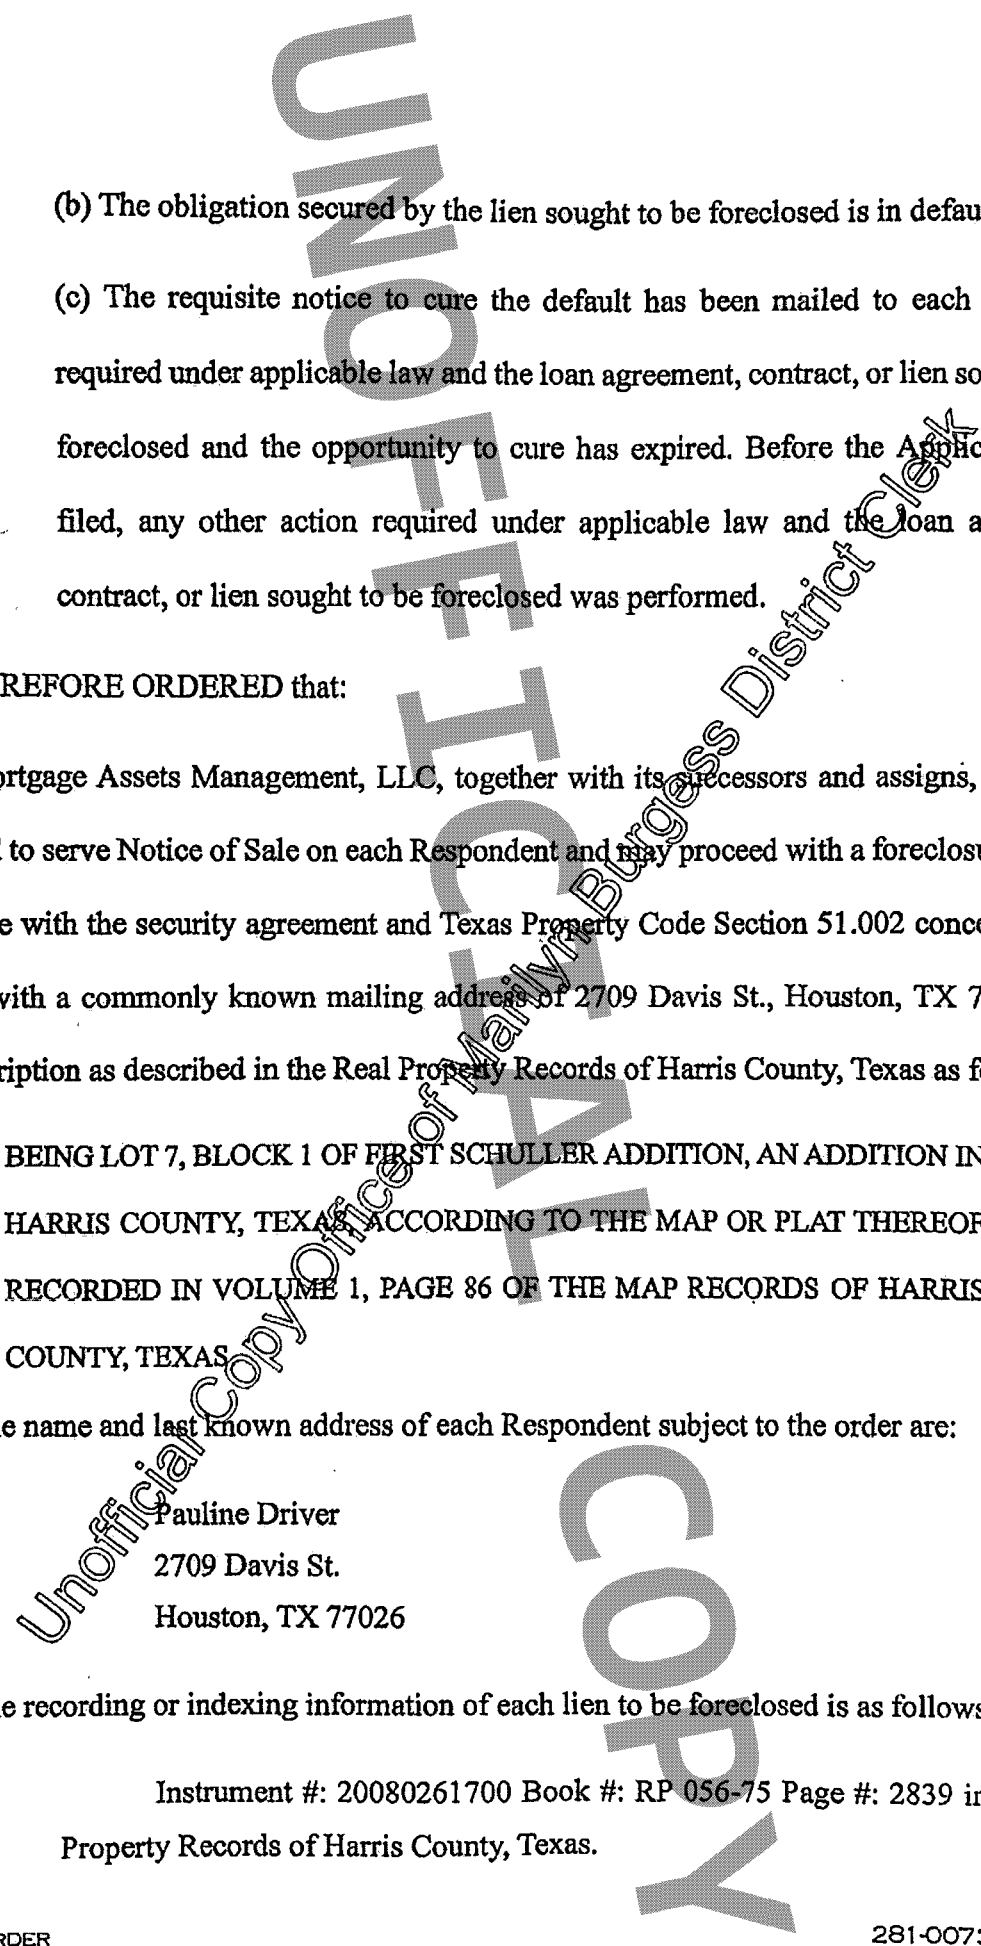 (b) The obligation secured by the lien sought to be foreclosed is in defau
(c) The requisite notice to cure the default has been mailed to each
required under applicable law and the loan agreement, contract, or lien so
foreclosed and the opportunity to cure has expired. Before the Applic
filed, any other action required under applicable law and the loan a
contract, or lien sought to be foreclosed was performed.
REFORE ORDERED that:
ortgage Assets Management, LLC, together with its successors and assigns,
to serve Notice of Sale on each Respondent and may proceed with a foreclosu
e with the security agreement and Texas Property Code Section 51.002 conce
with a commonly known mailing address of 2709 Davis St., Houston, TX 7
ription as described in the Real Property Records of Harris County, Texas as f
BEING LOT 7, BLOCK 1 OF FIRST SCHULLER ADDITION, AN ADDITION IN
HARRIS COUNTY, TEXAS, ACCORDING TO THE MAP OR PLAT THEREOF
RECORDED IN VOLUME 1, PAGE 86 OF THE MAP RECORDS OF HARRIS
COUNTY, TEXAS
e name and last known address of each Respondent subject to the order are:
Pauline Driver
2709 Davis St.
Houston, TX 77026
e recording or indexing information of each lien to be foreclosed is as follows
Instrument #: 20080261700 Book #: RP 056-75 Page #: 2839 in
Property Records of Harris County, Texas.
RDER
281-0073
UNOFFICIAL COPY
Unofficial Copy Office of Marilyn Burgess District Clerk